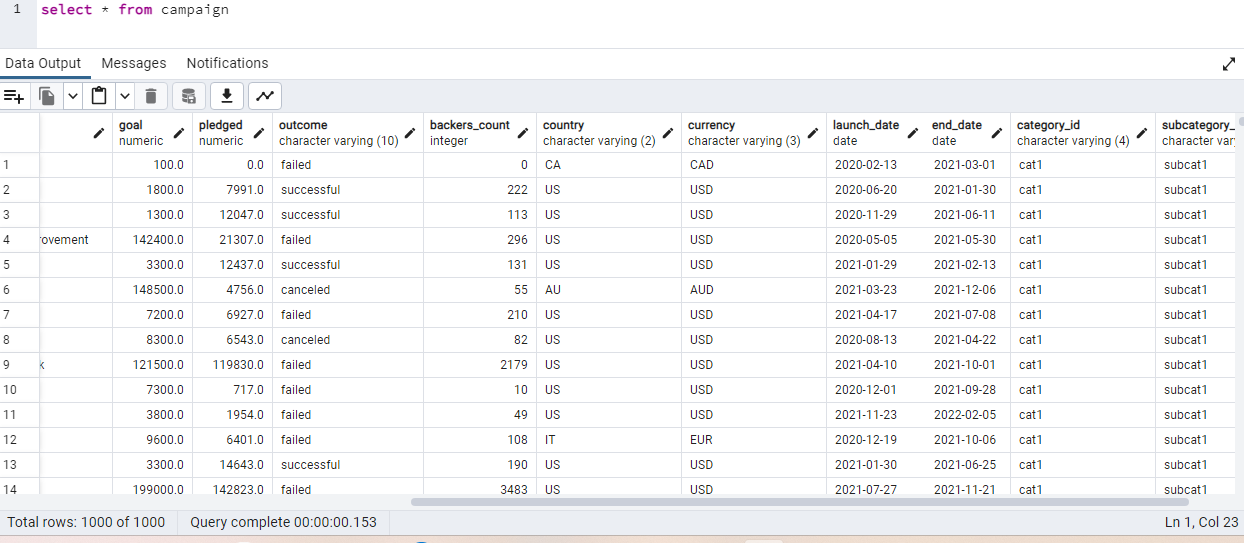 1 select * from campaign
Data Output Messages Notifications
goal pledged outcome backers_count country currency launch_date end_date category_id subcategory_
numeric numeric character varying (10) integer character varying (2) character varying (3) date date character varying (4) character var
1 100.0 0.0 failed 0 CA CAD 2020-02-13 2021-03-01 cat1 subcat1
2 1800.0 7991.0 successful 222 US USD 2020-06-20 2021-01-30 cat1 subcat1
3 1300.0 12047.0 successful 113 US USD 2020-11-29 2021-06-11 cat1 subcat1
4 rovement 142400.0 21307.0 failed 296 US USD 2020-05-05 2021-05-30 cat1 subcat1
5 3300.0 12437.0 successful 131 US USD 2021-01-29 2021-02-13 cat1 subcat1
6 148500.0 4756.0 canceled 55 AU AUD 2021-03-23 2021-12-06 cat1 subcat1
7 7200.0 6927.0 failed 210 US USD 2021-04-17 2021-07-08 cat1 subcat1
8 8300.0 6543.0 canceled 82 US USD 2020-08-13 2021-04-22 cat1 subcat1
9 k 121500.0 119830.0 failed 2179 US USD 2021-04-10 2021-10-01 cat1 subcat1
10 7300.0 717.0 failed 10 US USD 2020-12-01 2021-09-28 cat1 subcat1
11 3800.0 1954.0 failed 49 US USD 2021-11-23 2022-02-05 cat1 subcat1
12 9600.0 6401.0 failed 108 IT EUR 2020-12-19 2021-10-06 cat1 subcat1
13 3300.0 14643.0 successful 190 US USD 2021-01-30 2021-06-25 cat1 subcat1
14 199000.0 142823.0 failed 3483 US USD 2021-07-27 2021-11-21 cat1 subcat1
Total rows: 1000 of 1000 Query complete 00:00:00.153 Ln 1, Col 23